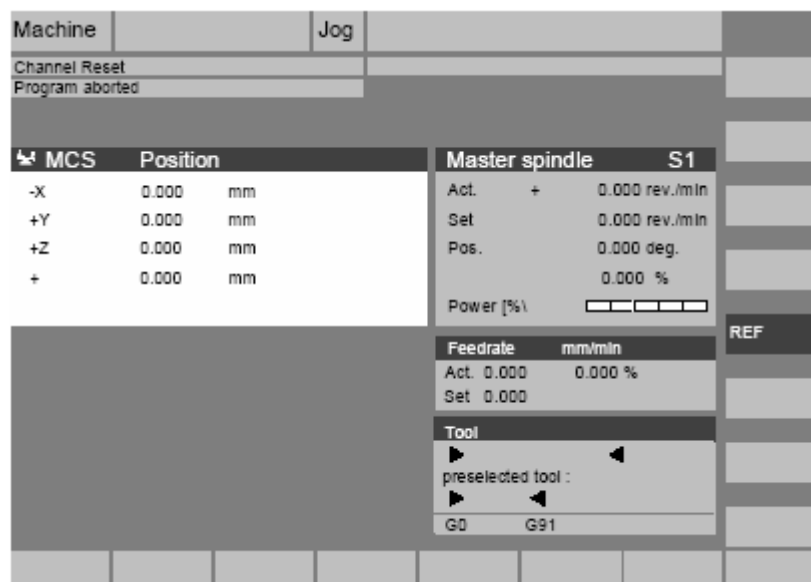 Machine Jog
Channel Reset
Program aborted
MCS Position
-X 0.000 mm
+Y 0.000 mm
+Z 0.000 mm
+ 0.000 mm
Master spindle S1
Act. + 0.000 rev./min
Set 0.000 rev./min
Pos. 0.000 deg.
0.000 %
Power [%\
REF
Feedrate mm/min
Act. 0.000 0.000 %
Set 0.000
Tool
preselected tool :
G0 G91